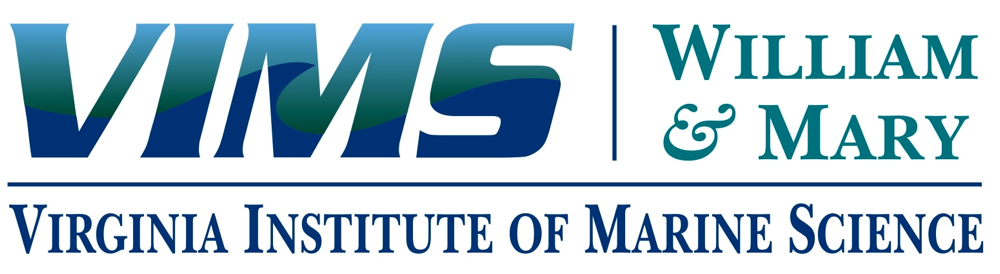 VIMS
WILLIAM
& MARY
VIRGINIA INSTITUTE OF MARINE SCIENCE